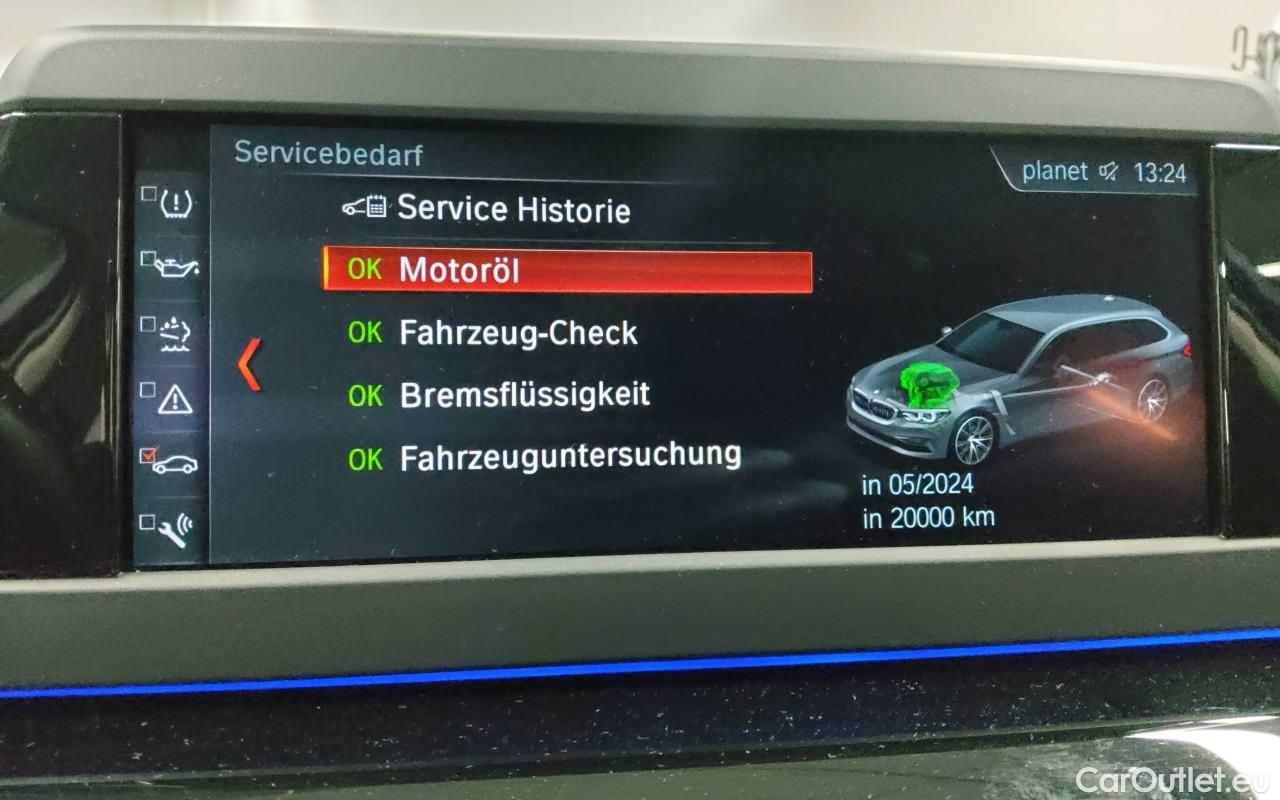 Servicebedarf
planet 13:24
Service Historie
OK Motoröl
OK Fahrzeug-Check
OK Bremsflüssigkeit
OK Fahrzeuguntersuchung
in 05/2024
in 20000 km
CarOutlet.eu